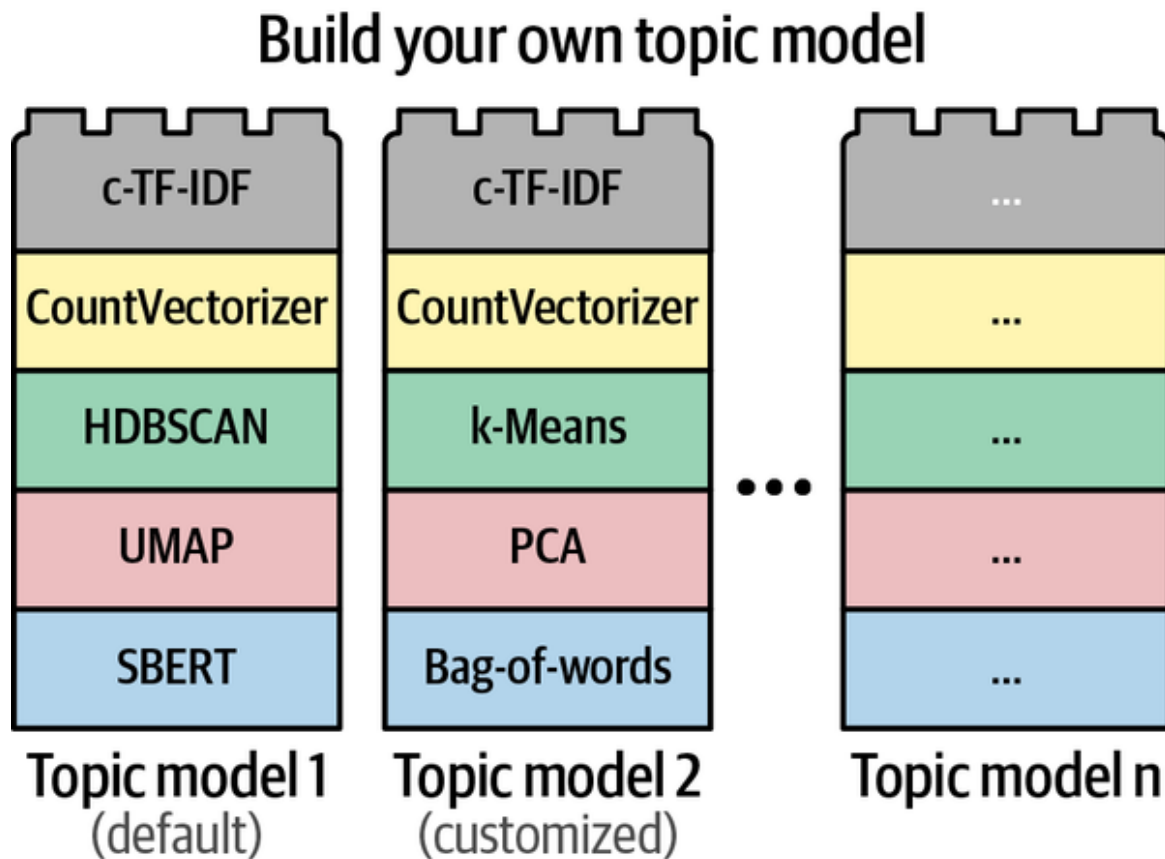 Build your own topic model
c-TF-IDF
CountVectorizer
HDBSCAN
UMAP
SBERT
Topic model 1
(default)
c-TF-IDF
CountVectorizer
k-Means
PCA
Bag-of-words
Topic model 2
(customized)
...
...
...
...
...
...
Topic model n